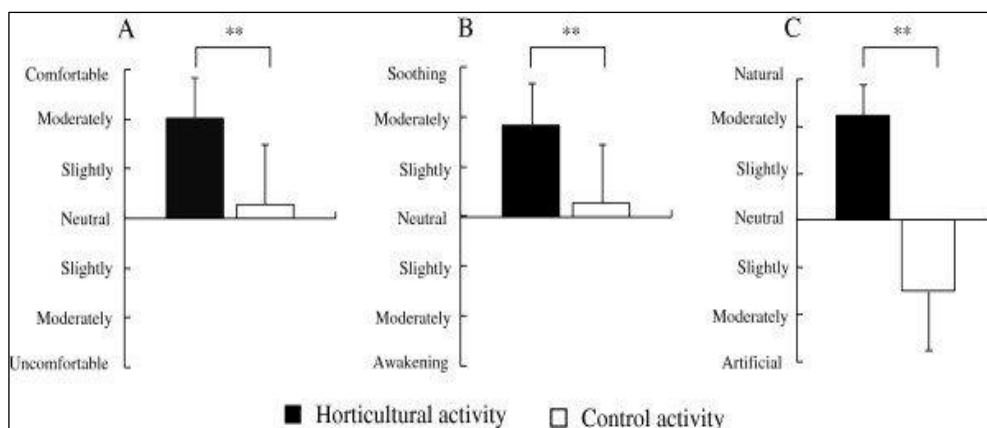 A
**
Comfortable
Moderately
Slightly
Neutral
Slightly
Moderately
Uncomfortable
B
**
Soothing
Moderately
Slightly
Neutral
Slightly
Moderately
Awakening
C
**
Natural
Moderately
Slightly
Neutral
Slightly
Moderately
Artificial
Horticultural activity
Control activity